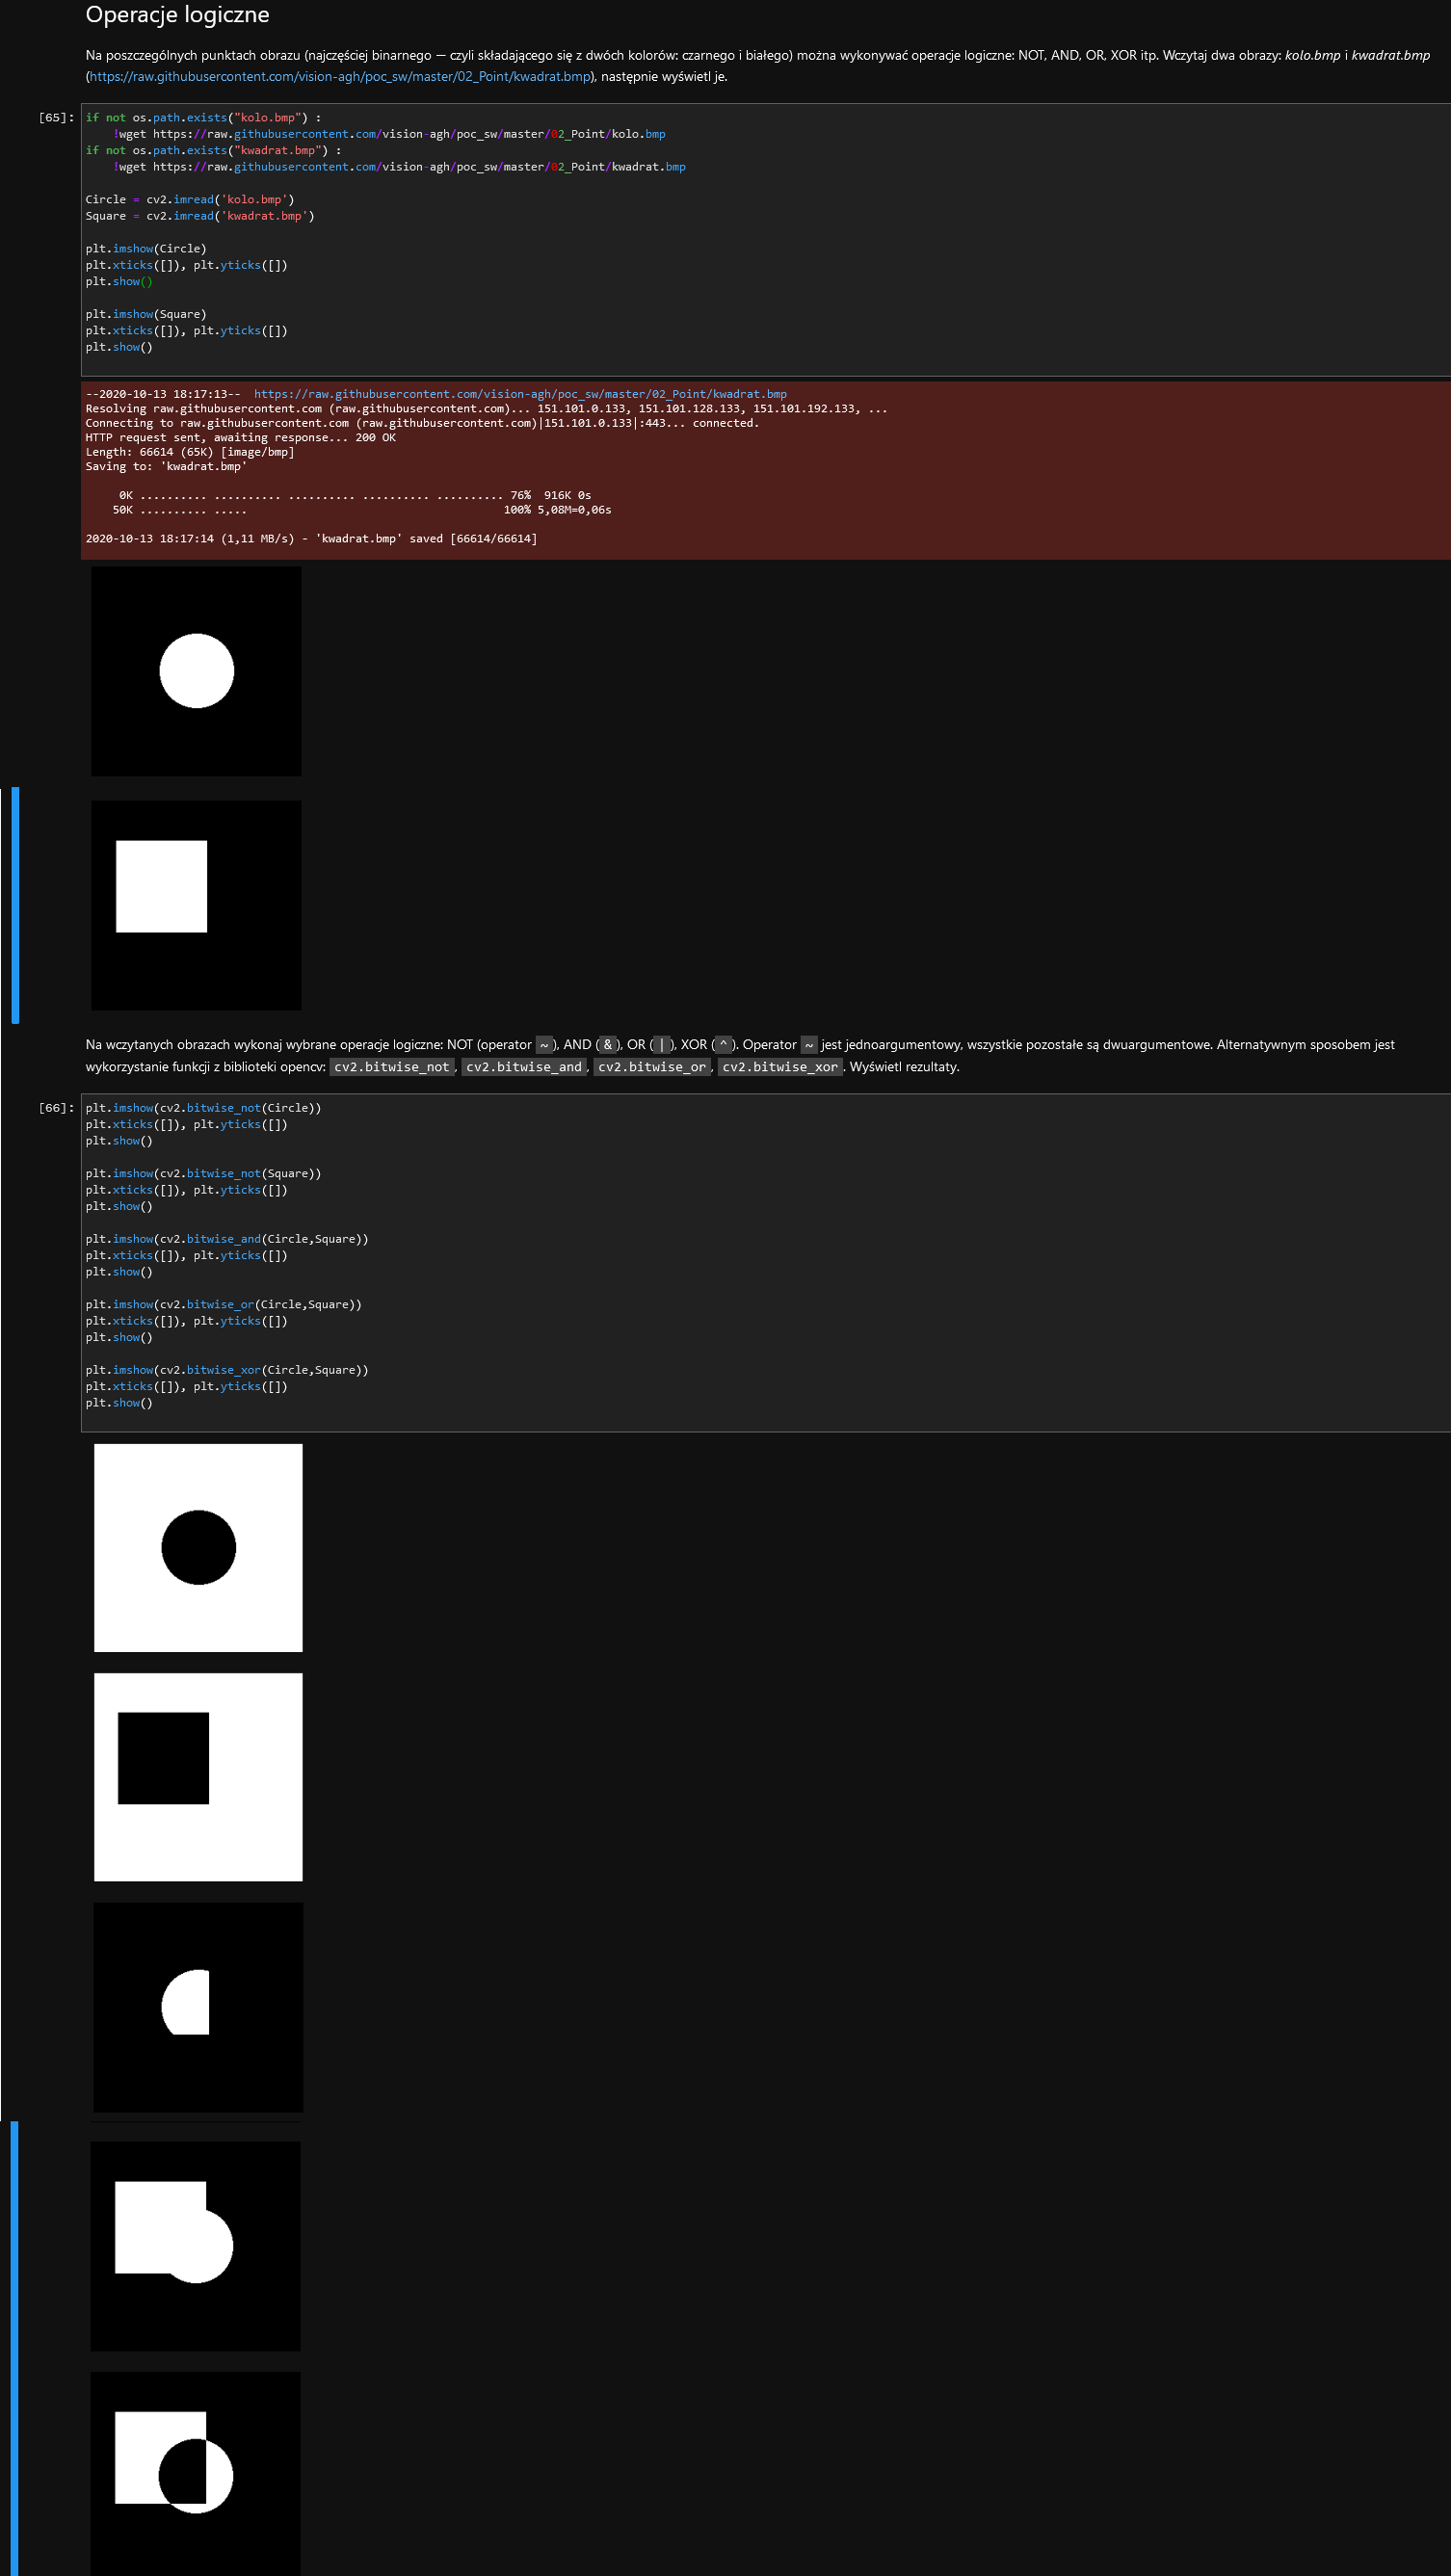 Operacje logiczne
Na poszczególnych punktach obrazu (najczęściej binarnego — czyli składającego się z dwóch kolorów: czarnego i białego) można wykonywać operacje logiczne: NOT, AND, OR, XOR itp. Wczytaj dwa obrazy: kolo.bmp i kwadrat.bmp
(https://raw.githubusercontent.com/vision-agh/poc_sw/master/02_Point/kwadrat.bmp), następnie wyświetl je.
[65]: if not os.path.exists("kolo.bmp") :
!wget https://raw.githubusercontent.com/vision-agh/poc_sw/master/02_Point/kolo.bmp
if not os.path.exists("kwadrat.bmp") :
!wget https://raw.githubusercontent.com/vision-agh/poc_sw/master/02_Point/kwadrat.bmp
Circle = cv2.imread('kolo.bmp')
Square = cv2.imread('kwadrat.bmp')
plt.imshow(Circle)
plt.xticks([]), plt.yticks([])
plt.show()
plt.imshow(Square)
plt.xticks([]), plt.yticks([])
plt.show()
--2020-10-13 18:17:13--  https://raw.githubusercontent.com/vision-agh/poc_sw/master/02_Point/kwadrat.bmp
Resolving raw.githubusercontent.com (raw.githubusercontent.com)... 151.101.0.133, 151.101.128.133, 151.101.192.133, ...
Connecting to raw.githubusercontent.com (raw.githubusercontent.com)|151.101.0.133|:443... connected.
HTTP request sent, awaiting response... 200 OK
Length: 66614 (65K) [image/bmp]
Saving to: 'kwadrat.bmp'
0K .......... .......... .......... .......... .......... 76%  916K 0s
50K .......... ..... 100% 5,08M=0,06s
2020-10-13 18:17:14 (1,11 MB/s) - 'kwadrat.bmp' saved [66614/66614]
Na wczytanych obrazach wykonaj wybrane operacje logiczne: NOT (operator ~), AND (&), OR (|), XOR (^). Operator ~ jest jednoargumentowy, wszystkie pozostałe są dwuargumentowe. Alternatywnym sposobem jest
wykorzystanie funkcji z biblioteki opencv: cv2.bitwise_not, cv2.bitwise_and, cv2.bitwise_or, cv2.bitwise_xor. Wyświetl rezultaty.
[66]: plt.imshow(cv2.bitwise_not(Circle))
plt.xticks([]), plt.yticks([])
plt.show()
plt.imshow(cv2.bitwise_not(Square))
plt.xticks([]), plt.yticks([])
plt.show()
plt.imshow(cv2.bitwise_and(Circle,Square))
plt.xticks([]), plt.yticks([])
plt.show()
plt.imshow(cv2.bitwise_or(Circle,Square))
plt.xticks([]), plt.yticks([])
plt.show()
plt.imshow(cv2.bitwise_xor(Circle,Square))
plt.xticks([]), plt.yticks([])
plt.show()